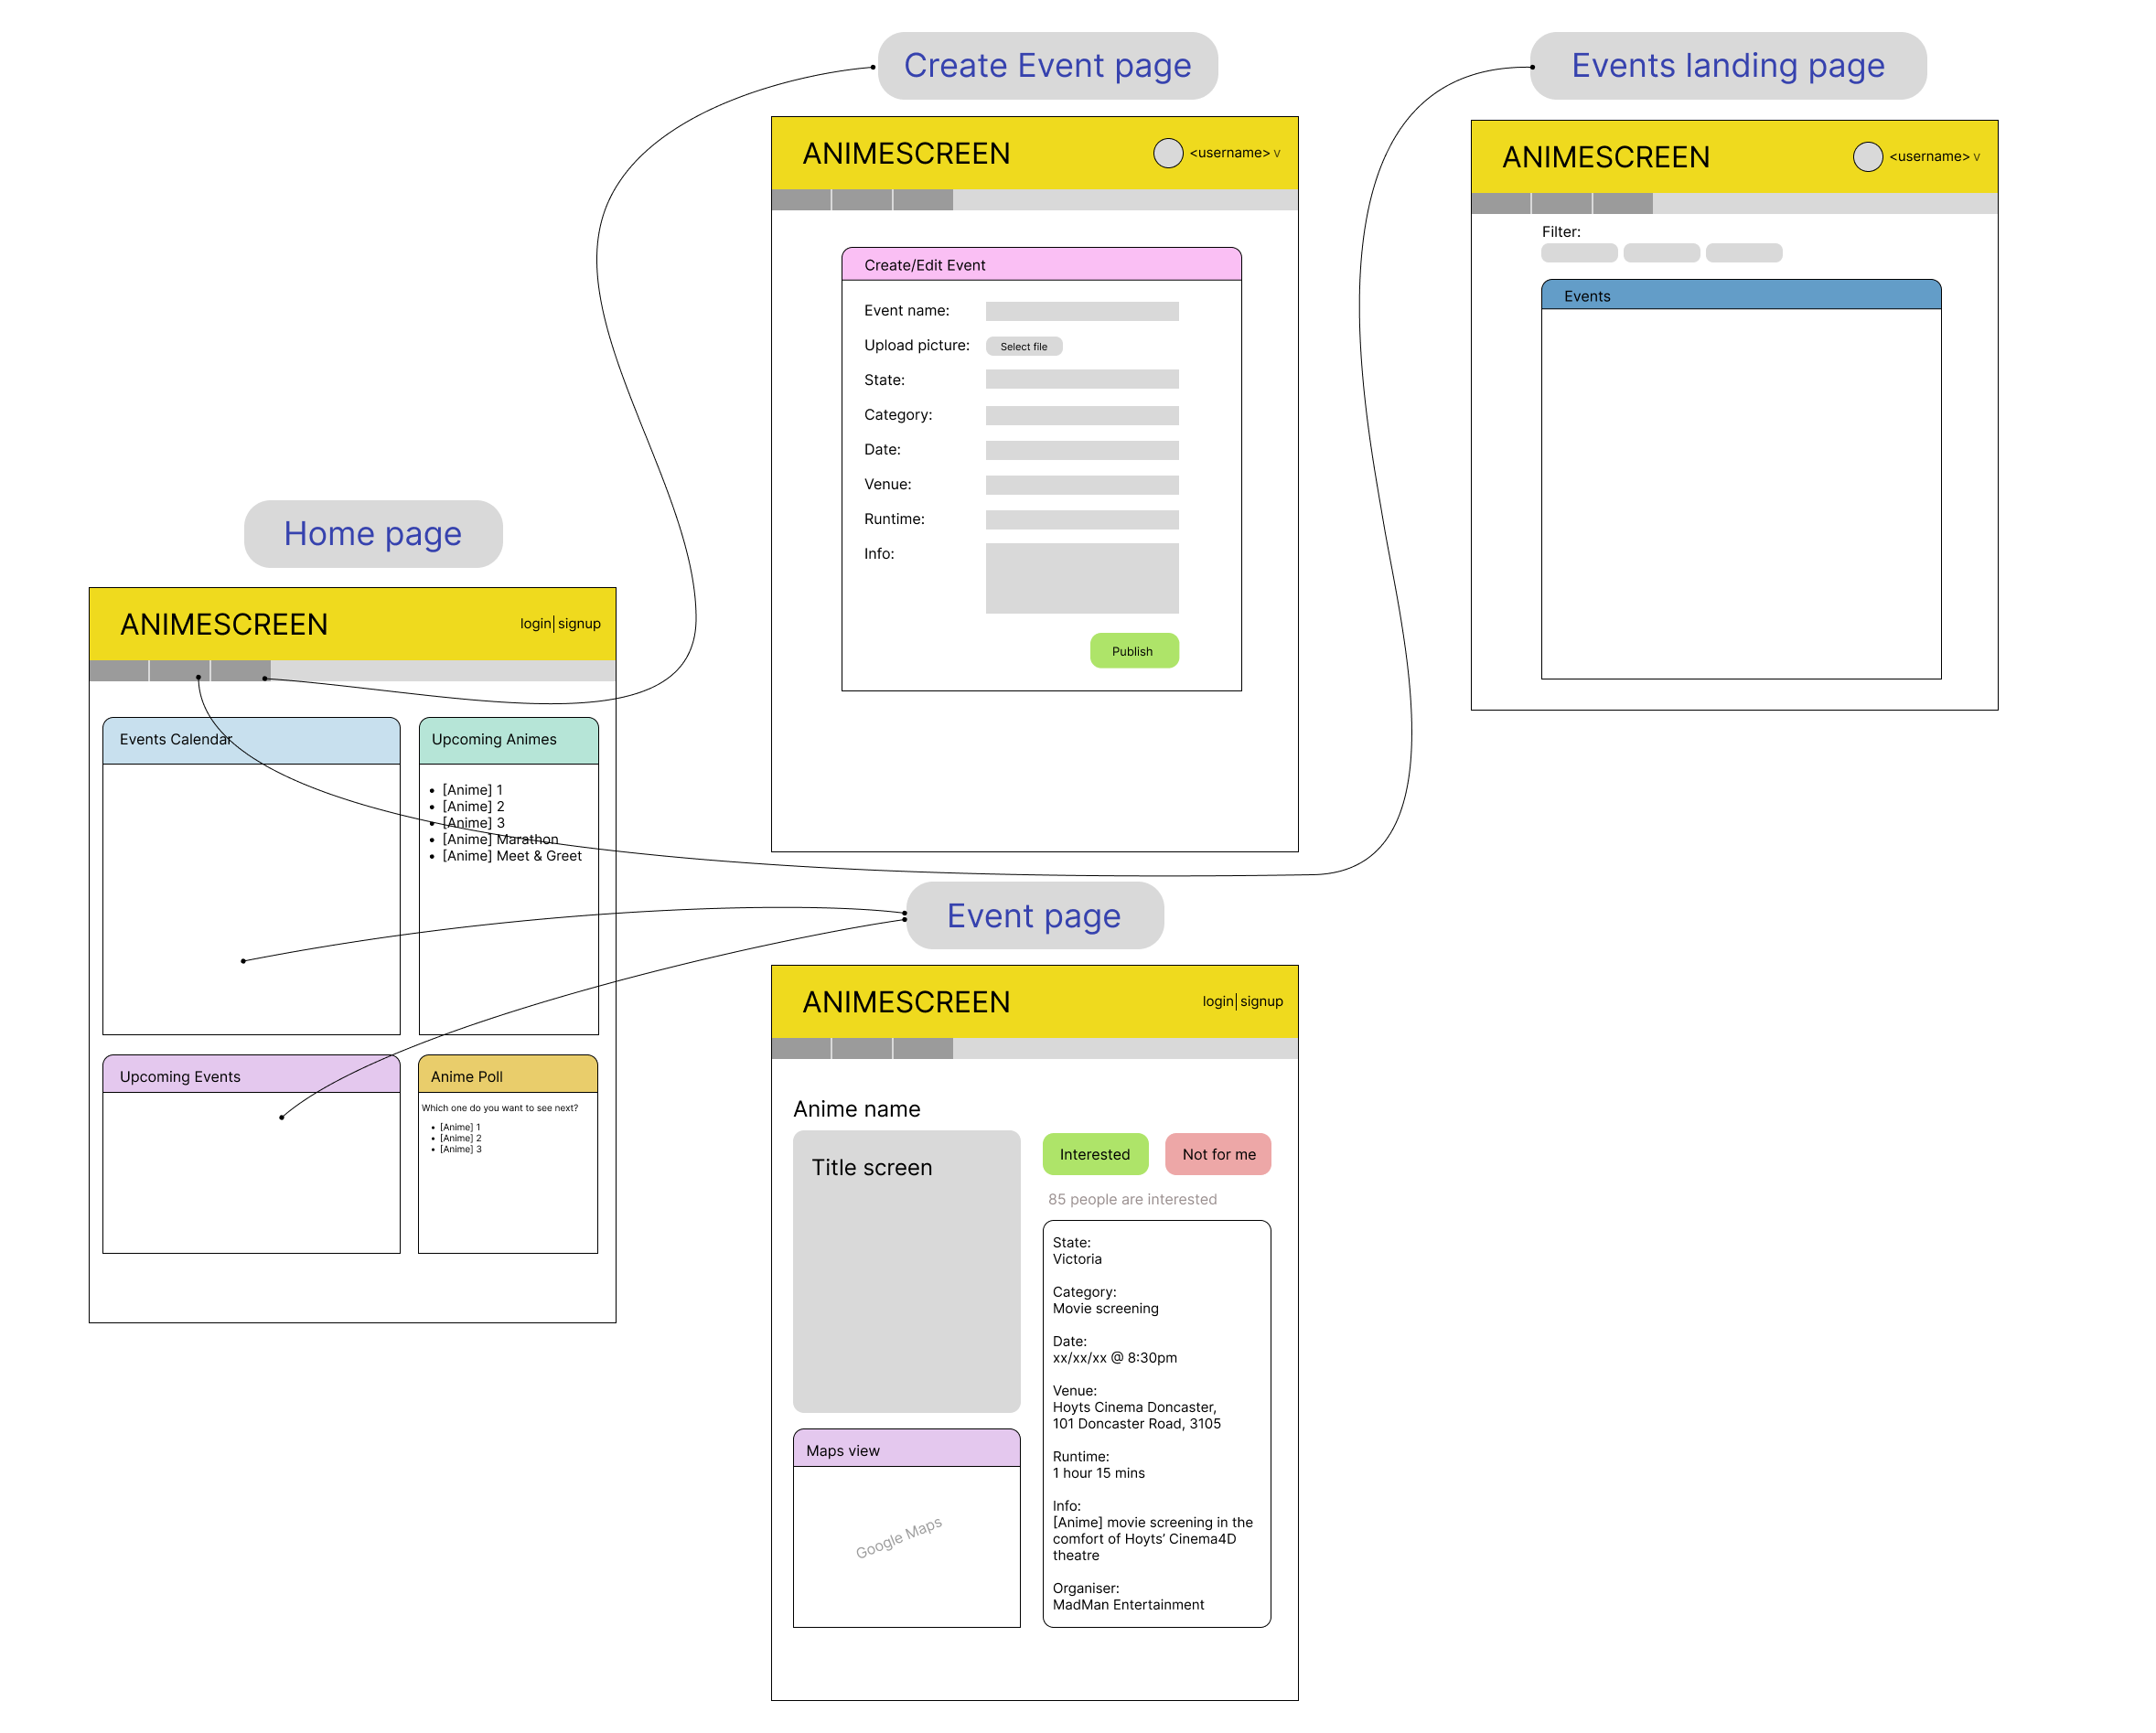 Create Event page
ANIMESCREEN
<username> v
Create/Edit Event
Event name:
Upload picture:
Select file
State:
Category:
Date:
Venue:
Runtime:
Info:
Publish
Events landing page
ANIMESCREEN
<username> v
Filter:
Events
Home page
ANIMESCREEN
login | signup
Events Calendar
Upcoming Animes
• [Anime] 1
• [Anime] 2
• [Anime] 3
• [Anime] Marathon
• [Anime] Meet & Greet
Upcoming Events
Anime Poll
Which one do you want to see next?
• [Anime] 1
• [Anime] 2
• [Anime] 3
Event page
ANIMESCREEN
login | signup
Anime name
Title screen
Interested
Not for me
85 people are interested
State:
Victoria
Category:
Movie screening
Date:
xx/xx/xx @ 8:30pm
Venue:
Hoyts Cinema Doncaster,
101 Doncaster Road, 3105
Runtime:
1 hour 15 mins
Info:
[Anime] movie screening in the
comfort of Hoyts’ Cinema4D
theatre
Organiser:
MadMan Entertainment
Maps view
Google Maps